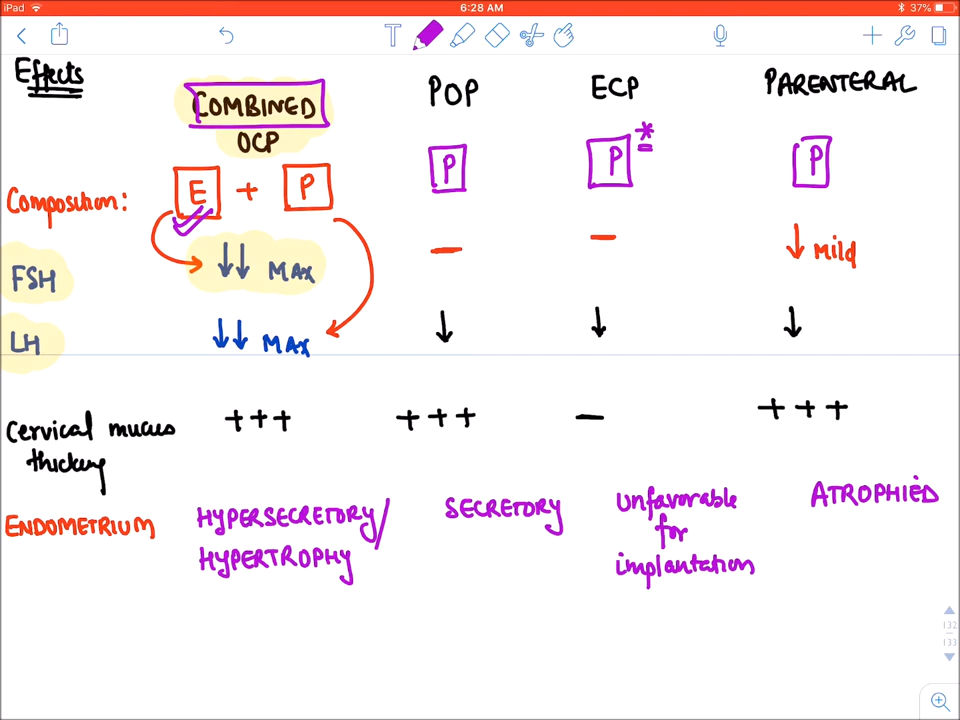 iPad
6:28 AM
37%
T
Effects
COMBINED
OCP
POP
ECP
PARENTERAL
Composition:
E + P
P
P*
P
FSH
↓↓ MAX
—
—
↓ Mild
LH
↓↓ MAX
↓
↓
↓
Cervical mucus
thicking
+++
+++
—
+++
ENDOMETRIUM
HYPERSECRETORY/
HYPERTROPHY
SECRETORY
Unfavorable
for
implantation
ATROPHIED
132
133